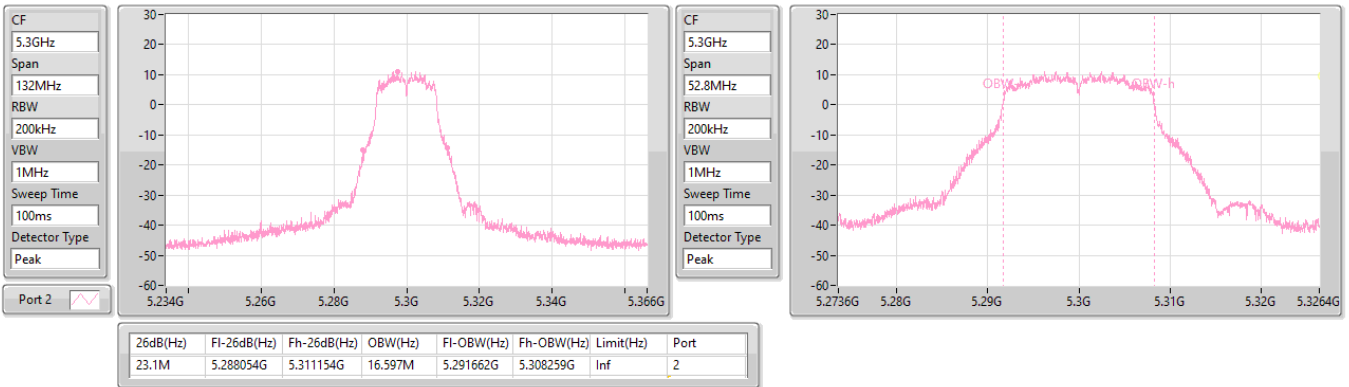 CF
5.3GHz
Span
132MHz
RBW
200kHz
VBW
1MHz
Sweep Time
100ms
Detector Type
Peak
Port 2
30
20
10
0
-10
-20
-30
-40
-50
-60
5.234G 5.26G 5.28G 5.3G 5.32G 5.34G 5.366G
CF
5.3GHz
Span
52.8MHz
RBW
200kHz
VBW
1MHz
Sweep Time
100ms
Detector Type
Peak
30
20
10
0
-10
-20
-30
-40
-50
-60
OBW-h
5.2736G 5.28G 5.29G 5.3G 5.31G 5.32G 5.3264G
26dB(Hz) Fl-26dB(Hz) Fh-26dB(Hz) OBW(Hz) Fl-OBW(Hz) Fh-OBW(Hz) Limit(Hz) Port
23.1M 5.288054G 5.311154G 16.597M 5.291662G 5.308259G Inf 2